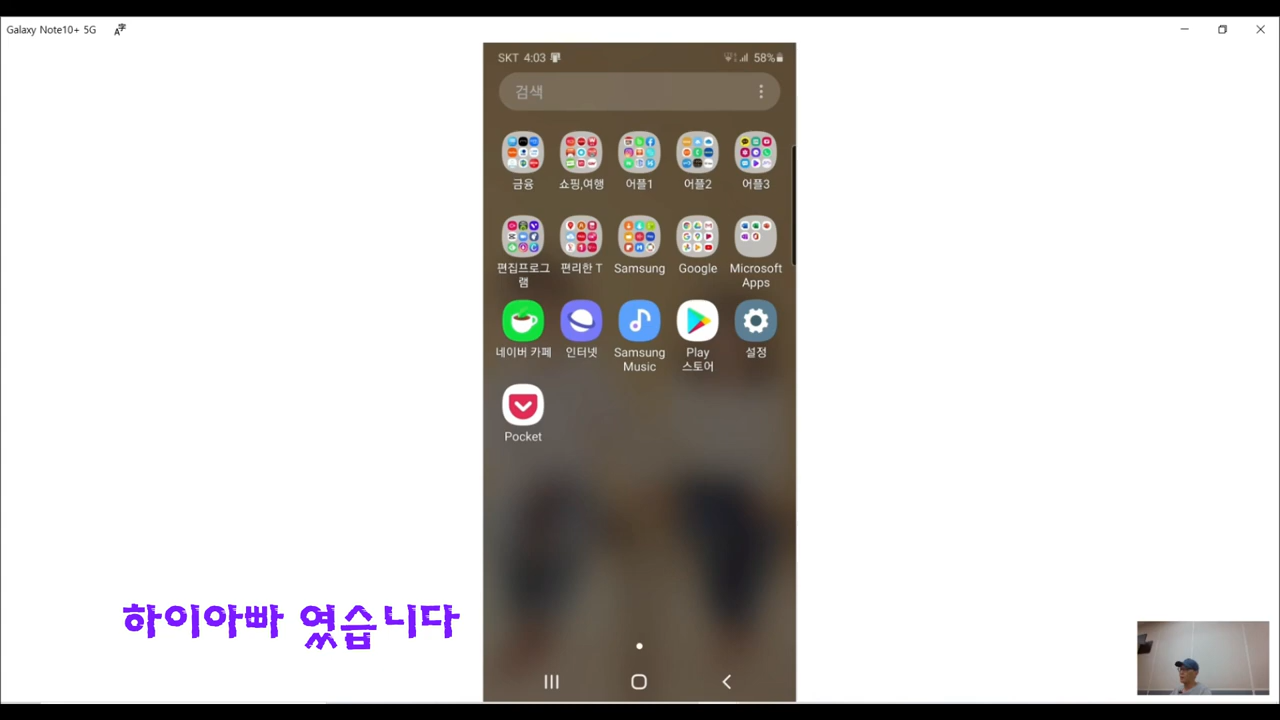 Galaxy Note10+ 5G
SKT 4:03 58%
검색
금융 쇼핑,여행 어플1 어플2 어플3
편집프로그램 편리한 T Samsung Google Microsoft Apps
네이버 카페 인터넷 Samsung Music Play 스토어 설정
Pocket
하이아빠 였습니다